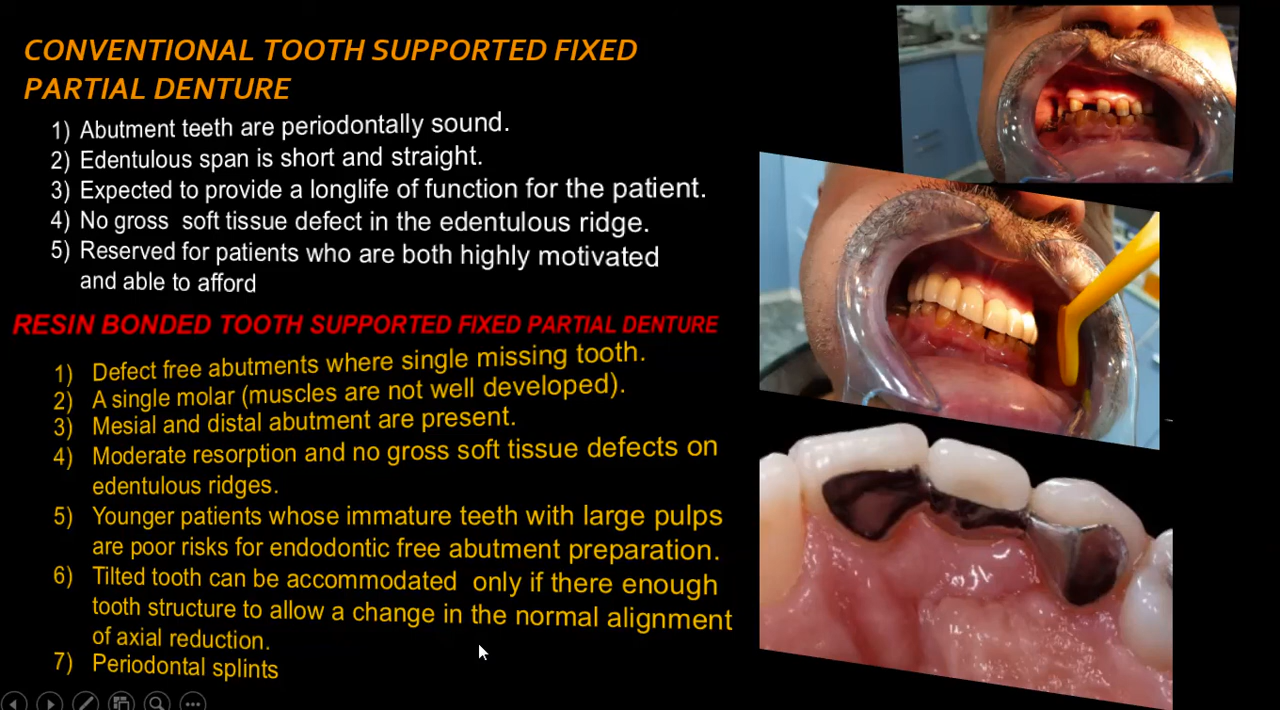 CONVENTIONAL TOOTH SUPPORTED FIXED
PARTIAL DENTURE
1) Abutment teeth are periodontally sound.
2) Edentulous span is short and straight.
3) Expected to provide a longlife of function for the patient.
4) No gross soft tissue defect in the edentulous ridge.
5) Reserved for patients who are both highly motivated
and able to afford
RESIN BONDED TOOTH SUPPORTED FIXED PARTIAL DENTURE
1) Defect free abutments where single missing tooth.
2) A single molar (muscles are not well developed).
3) Mesial and distal abutment are present.
4) Moderate resorption and no gross soft tissue defects on
edentulous ridges.
5) Younger patients whose immature teeth with large pulps
are poor risks for endodontic free abutment preparation.
6) Tilted tooth can be accommodated only if there enough
tooth structure to allow a change in the normal alignment
of axial reduction.
7) Periodontal splints